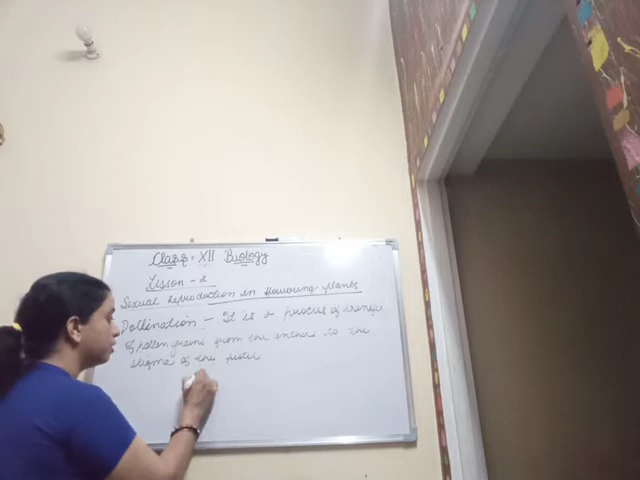 Class - XII Biology
Lesson - 2
Sexual Reproduction in flowering plants
Pollination - It is a process of transfer
of pollen grains from the anther to the
stigma of the pistil